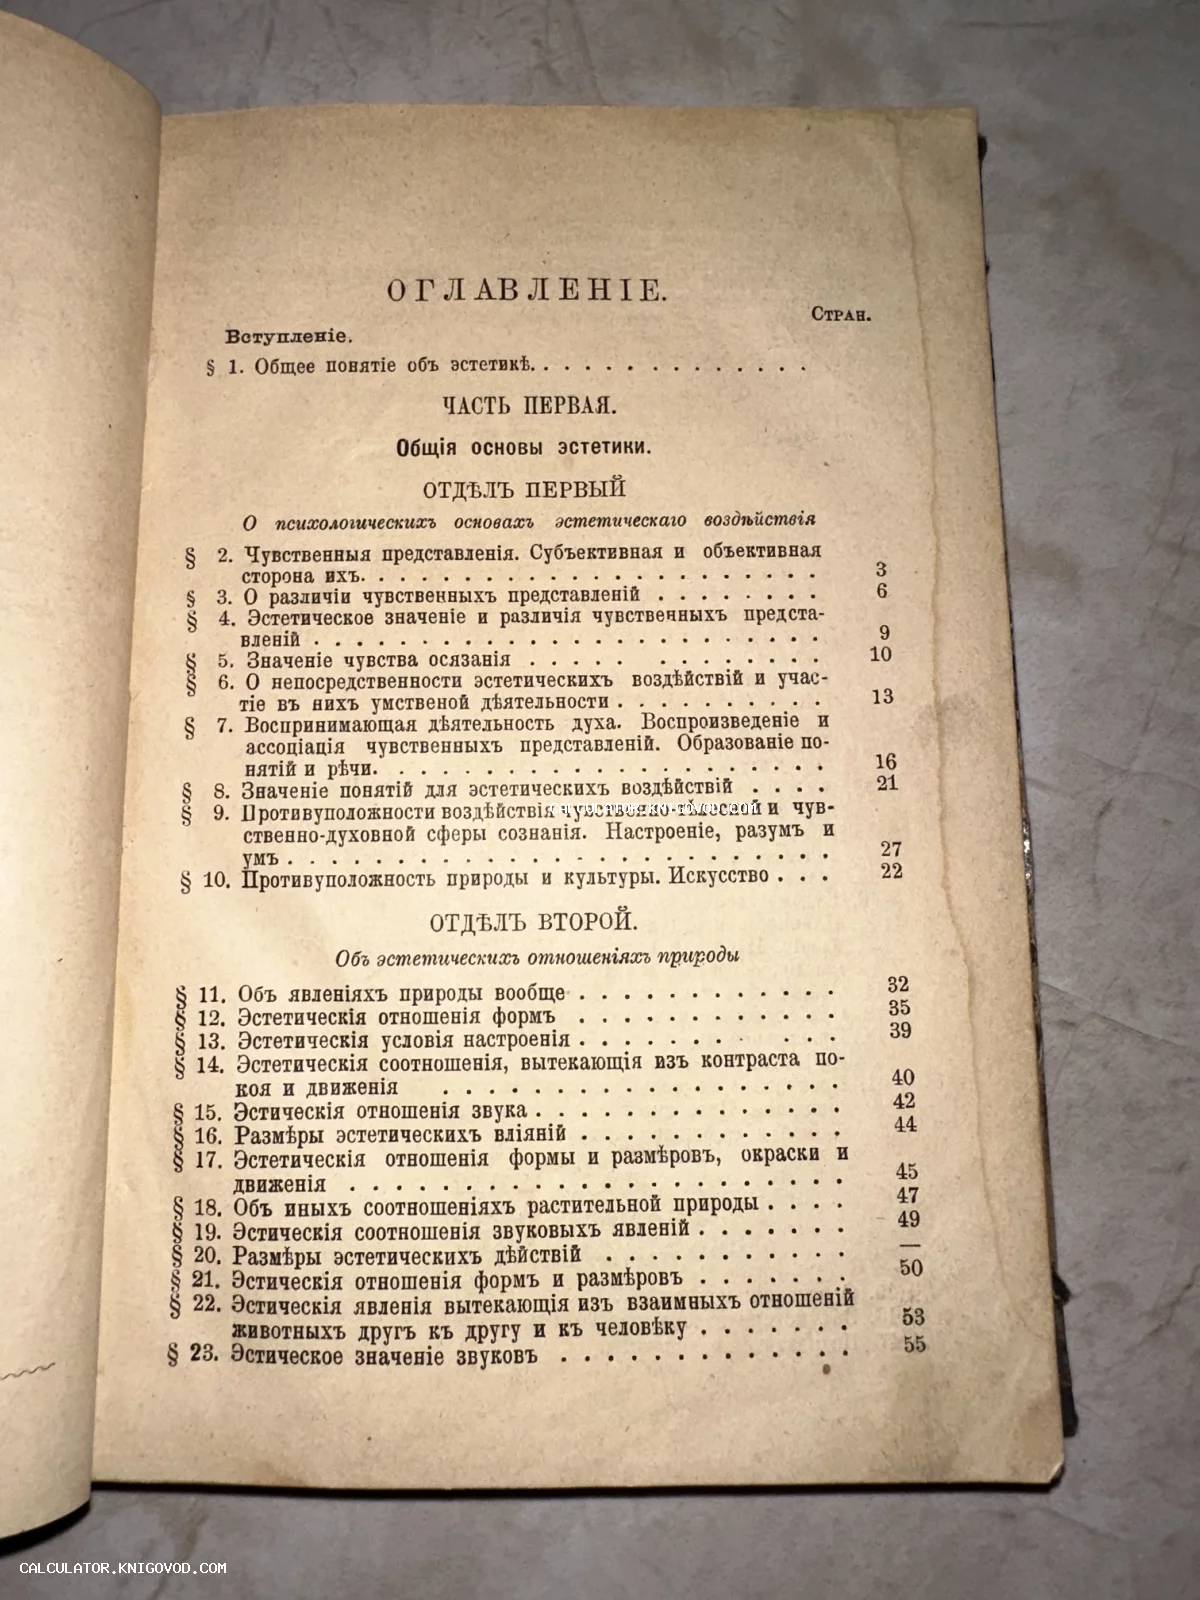 ОГЛАВЛЕНІЕ.
Стран.
Вступленіе.
§ 1. Общее понятіе объ эстетикѣ. . . . . . . . . . . . . .
ЧАСТЬ ПЕРВАЯ.
Общія основы эстетики.
ОТДѢЛЪ ПЕРВЫЙ
О психологическихъ основахъ эстетическаго воздѣйствія
§ 2. Чувственныя представленія. Субъективная и объективная
сторона ихъ. . . . . . . . . . . . . . . . . . . . . 3
§ 3. О различіи чувственныхъ представленій . . . . . . . . 6
§ 4. Эстетическое значеніе и различія чувственныхъ предста-
вленій . . . . . . . . . . . . . . . . . . . . . . . 9
§ 5. Значеніе чувства осязанія . . . . . . . . . . . . . 10
§ 6. О непосредственности эстетическихъ воздѣйствій и учас-
тіе въ нихъ умственой дѣятельности . . . . . . . . . . 13
§ 7. Воспринимающая дѣятельность духа. Воспроизведеніе и
ассоціація чувственныхъ представленій. Образованіе по-
нятій и рѣчи. . . . . . . . . . . . . . . . . . . . 16
§ 8. Значеніе понятій для эстетическихъ воздѣйствій . . . . 21
§ 9. Противуположности воздѣйствія чувственно-тѣлесной и чув-
CALCULATOR.KNIGOVOD.COM
ственно-духовной сферы сознанія. Настроеніе, разумъ и
умъ . . . . . . . . . . . . . . . . . . . . . . . . 27
§ 10. Противуположность природы и культуры. Искусство . . . 22
ОТДѢЛЪ ВТОРОЙ.
Объ эстетическихъ отношеніяхъ природы
§ 11. Объ явленіяхъ природы вообще . . . . . . . . . . . . 32
§ 12. Эстетическія отношенія формъ . . . . . . . . . . . . 35
§ 13. Эстетическія условія настроенія . . . . . . . . . . . 39
§ 14. Эстетическія соотношенія, вытекающія изъ контраста по-
коя и движенія . . . . . . . . . . . . . . . . . . 40
§ 15. Эстическія отношенія звука . . . . . . . . . . . . . . 42
§ 16. Размѣры эстетическихъ вліяній . . . . . . . . . . . . 44
§ 17. Эстетическія отношенія формы и размѣровъ, окраски и
движенія . . . . . . . . . . . . . . . . . . . . . . 45
§ 18. Объ иныхъ соотношеніяхъ растительной природы . . . . 47
§ 19. Эстическія соотношенія звуковыхъ явленій . . . . . . . 49
§ 20. Размѣры эстетическихъ дѣйствій . . . . . . . . . . . —
§ 21. Эстическія отношенія формъ и размѣровъ . . . . . . . 50
§ 22. Эстическія явленія вытекающія изъ взаимныхъ отношеній
животныхъ другъ къ другу и къ человѣку . . . . . . . 53
§ 23. Эстическое значеніе звуковъ . . . . . . . . . . . . . 55
CALCULATOR.KNIGOVOD.COM